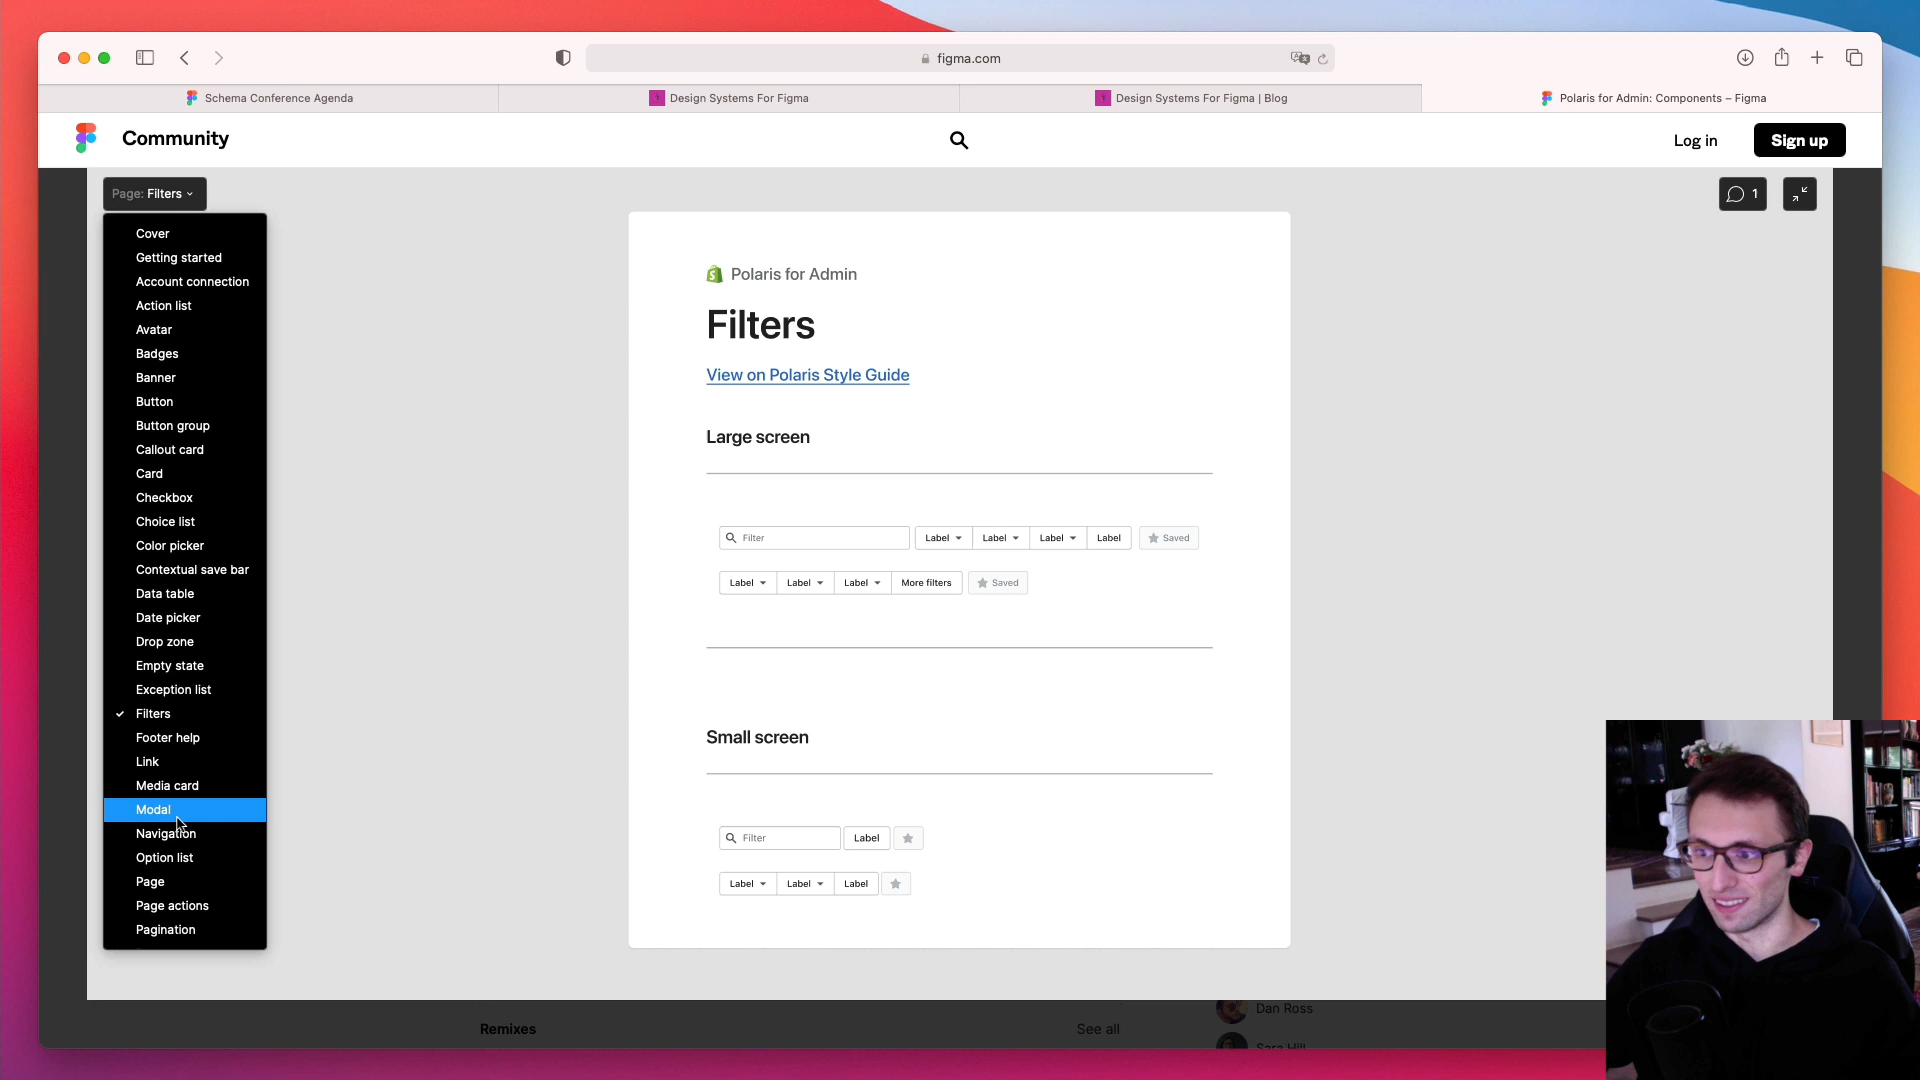 figma.com
Schema Conference Agenda
Design Systems For Figma
Design Systems For Figma | Blog
Polaris for Admin: Components – Figma
Community
Log in
Sign up
Page: Filters
1
Cover
Getting started
Account connection
Action list
Avatar
Badges
Banner
Button
Button group
Callout card
Card
Checkbox
Choice list
Color picker
Contextual save bar
Data table
Date picker
Drop zone
Empty state
Exception list
Filters
Footer help
Link
Media card
Modal
Navigation
Option list
Page
Page actions
Pagination
Polaris for Admin
Filters
View on Polaris Style Guide
Large screen
Filter Label Label Label Label Saved
Label Label Label More filters Saved
Small screen
Filter Label
Label Label Label
Remixes
See all
Dan Ross
Sara Hill